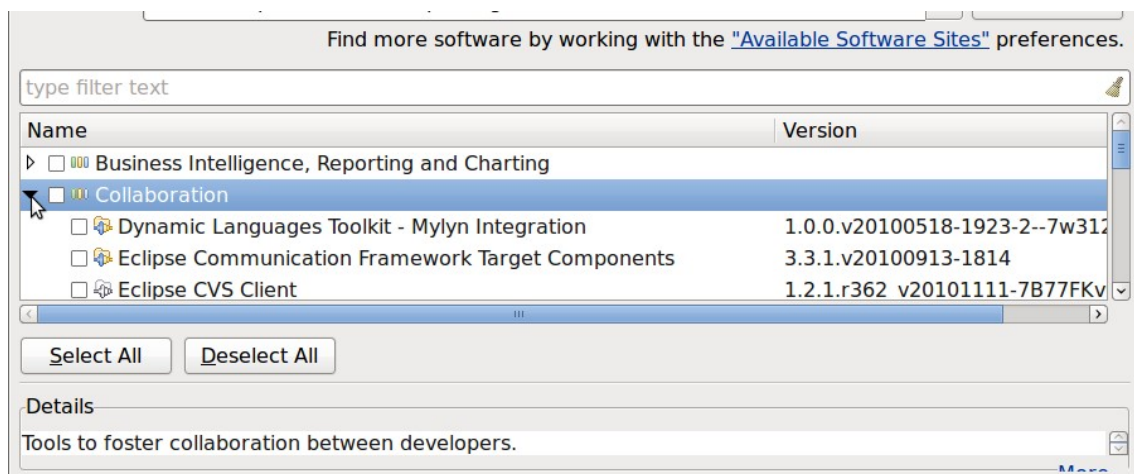 Find more software by working with the "Available Software Sites" preferences.
type filter text
Name Version
Business Intelligence, Reporting and Charting
Collaboration
Dynamic Languages Toolkit - Mylyn Integration 1.0.0.v20100518-1923-2--7w312
Eclipse Communication Framework Target Components 3.3.1.v20100913-1814
Eclipse CVS Client 1.2.1.r362_v20101111-7B77FKv
Select All Deselect All
Details
Tools to foster collaboration between developers.
More